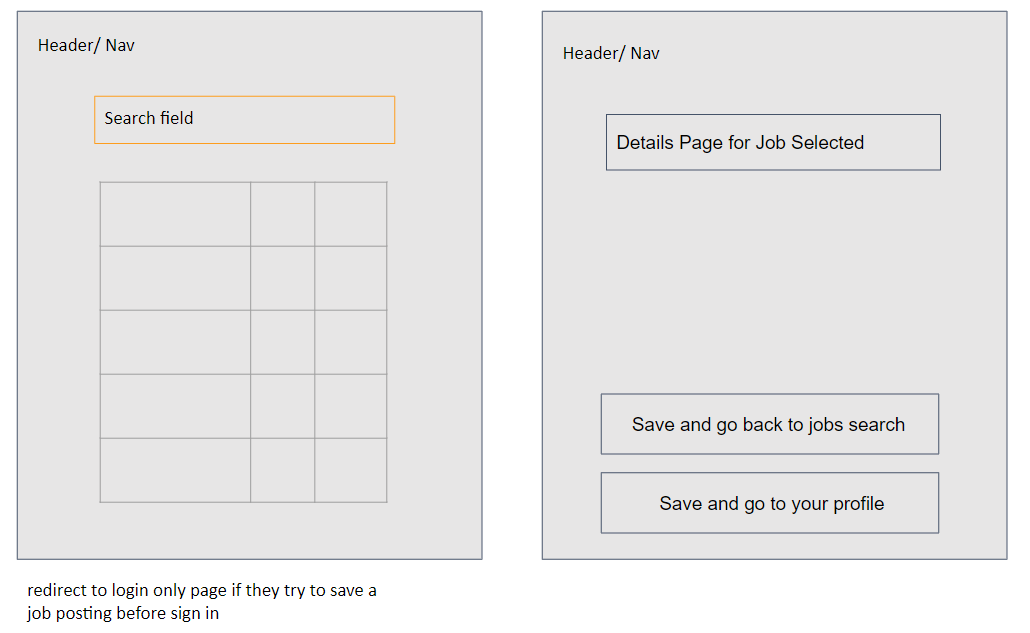 Header/ Nav
Search field
redirect to login only page if they try to save a
job posting before sign in
Header/ Nav
Details Page for Job Selected
Save and go back to jobs search
Save and go to your profile